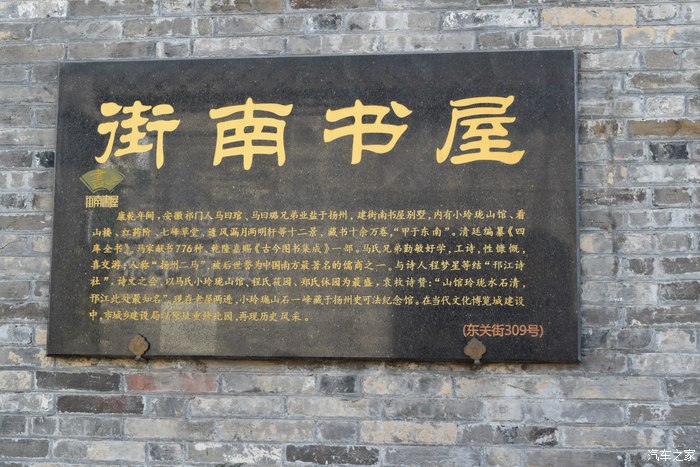 街南书屋
街南書屋
康乾年间，安徽祁门人马曰琯、马曰璐兄弟业盐于扬州，建街南书屋别墅，内有小玲珑山馆、看
山楼、红药阶、七峰草堂、透风漏月两明轩等十二景，藏书十余万卷，“甲于东南”。清廷编纂《四
库全书》，马家献书776种，乾隆嘉赐《古今图书集成》一部。马氏兄弟勤敏好学，工诗，性慷慨，
喜交游，人称“扬州二马”，被后世誉为中国南方最著名的儒商之一。与诗人程梦星等结“邗江诗
社”。诗文之会，以马氏小玲珑山馆、程氏筱园、郑氏休园为最盛，袁枚诗誉：“山馆玲珑水石清，
邗江此处最知名”。现存老屋两进，小玲珑山石一峰藏于扬州史可法纪念馆。在当代文化博览城建设
中，市城乡建设局以原址重修此园，再现历史风采。
(东关街309号)
汽车之家